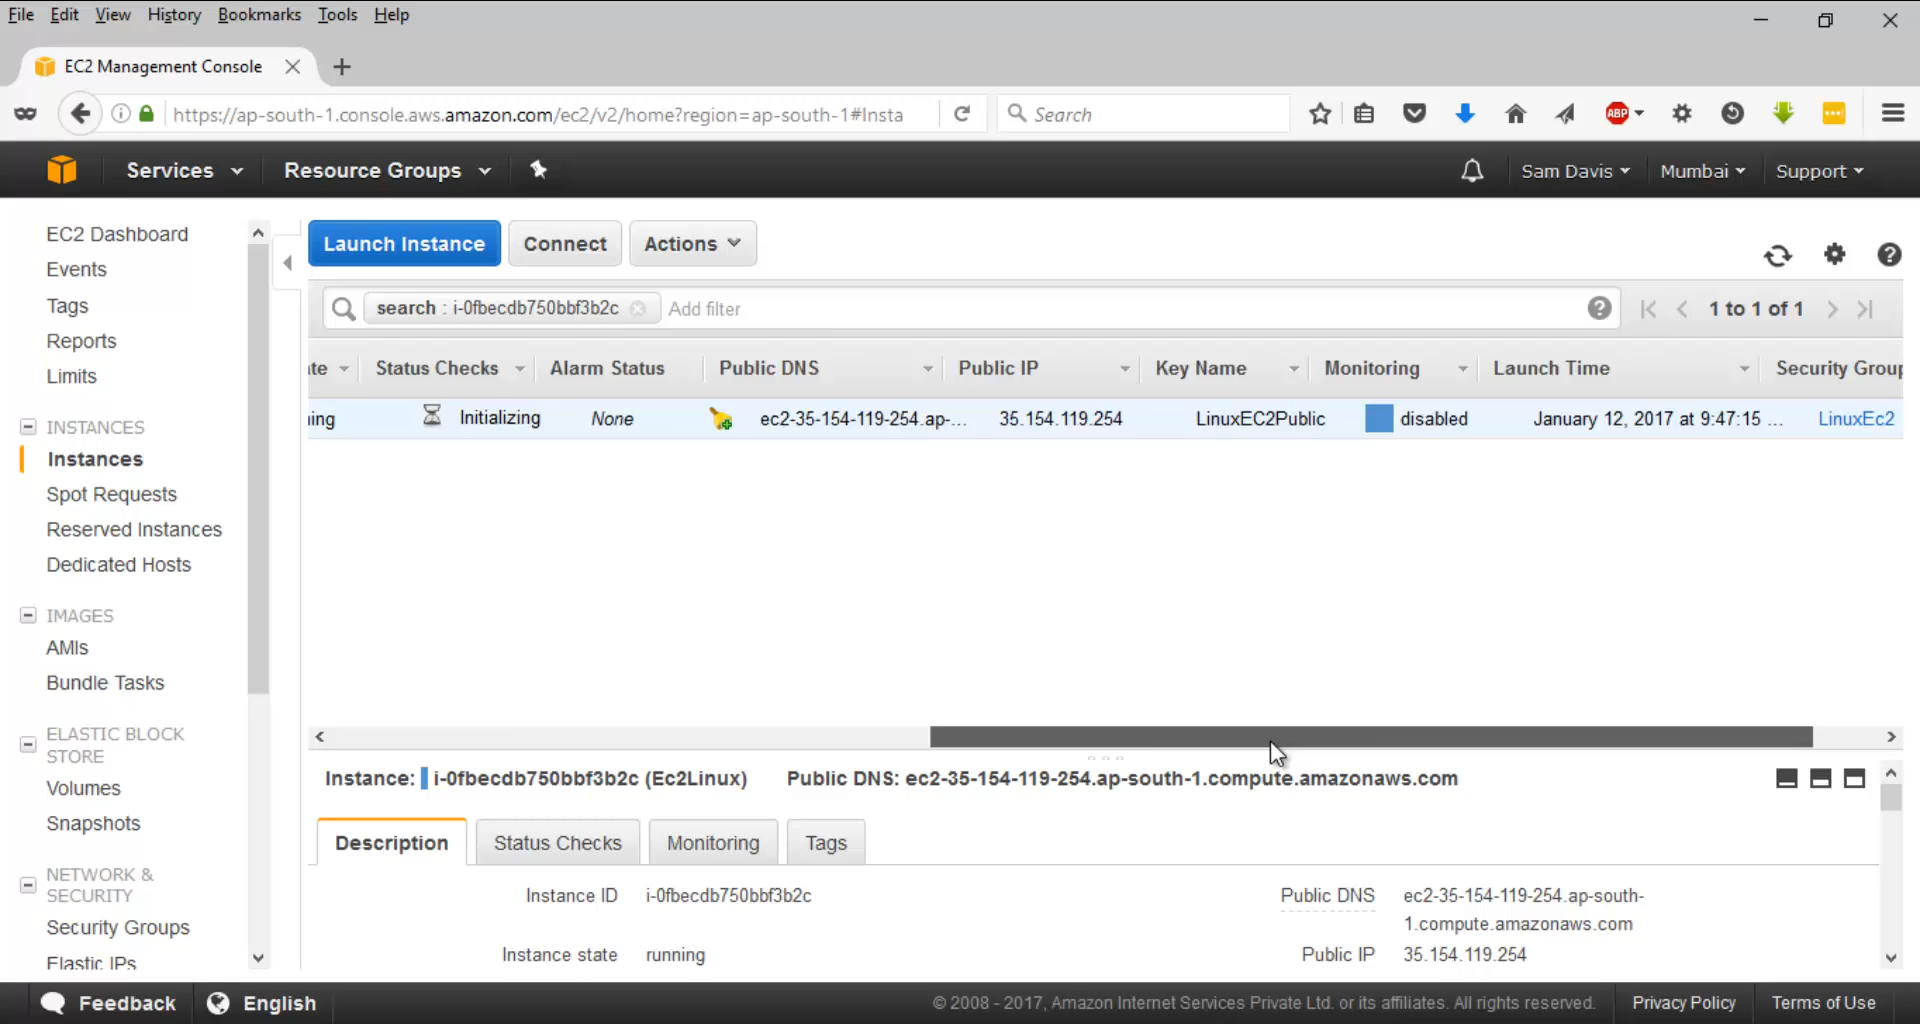 File Edit View History Bookmarks Tools Help
EC2 Management Console
https://ap-south-1.console.aws.amazon.com/ec2/v2/home?region=ap-south-1#Insta
Search
ABP
Services Resource Groups Sam Davis Mumbai Support
EC2 Dashboard
Events
Tags
Reports
Limits
INSTANCES
Instances
Spot Requests
Reserved Instances
Dedicated Hosts
IMAGES
AMIs
Bundle Tasks
ELASTIC BLOCK
STORE
Volumes
Snapshots
NETWORK &
SECURITY
Security Groups
Elastic IPs
Launch Instance Connect Actions
search : i-0fbecdb750bbf3b2c Add filter 1 to 1 of 1
te Status Checks Alarm Status Public DNS Public IP Key Name Monitoring Launch Time Security Group
ing Initializing None ec2-35-154-119-254.ap-... 35.154.119.254 LinuxEC2Public disabled January 12, 2017 at 9:47:15 ... LinuxEc2
Instance: i-0fbecdb750bbf3b2c (Ec2Linux) Public DNS: ec2-35-154-119-254.ap-south-1.compute.amazonaws.com
Description Status Checks Monitoring Tags
Instance ID i-0fbecdb750bbf3b2c Public DNS ec2-35-154-119-254.ap-south-
1.compute.amazonaws.com
Instance state running Public IP 35.154.119.254
Feedback English © 2008 - 2017, Amazon Internet Services Private Ltd. or its affiliates. All rights reserved. Privacy Policy Terms of Use